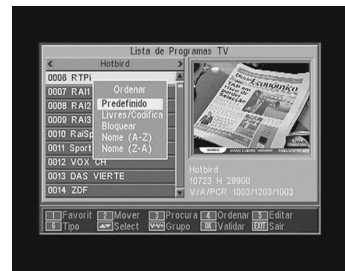 Lista de Programas TV
< Hotbird >
0006 RTPi
0007 RAI1
0008 RAI2
0009 RAI3
0010 RaiSp
0011 Sport
0012 VOX CH
0013 DAS VIERTE
0014 ZDF
Ordenar
Predefinido
Livres/Codifica
Bloquear
Nome (A-Z)
Nome (Z-A)
Diário Económico
Hotbird
10723 H 29900
V/A/PCR 1003/1203/1003
1 Favorit 2 Mover 3 Procura 4 Ordenar 5 Editar
6 Tipo Select V-V+ Grupo OK Validar EXIT Sair